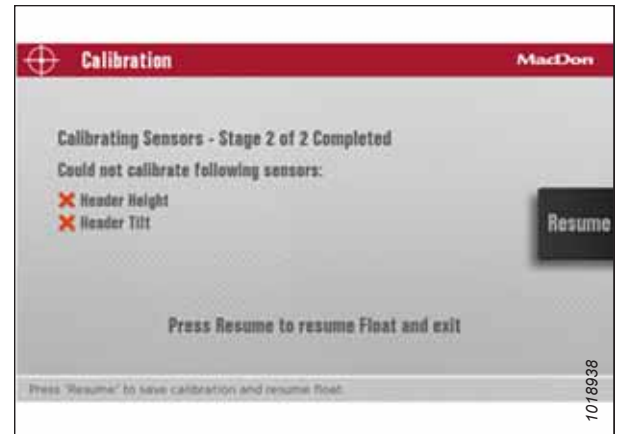 Calibration
MacDon
Calibrating Sensors - Stage 2 of 2 Completed
Could not calibrate following sensors:
Header Height
Header Tilt
Resume
Press Resume to resume Float and exit
Press 'Resume' to save calibration and resume float.
1018938